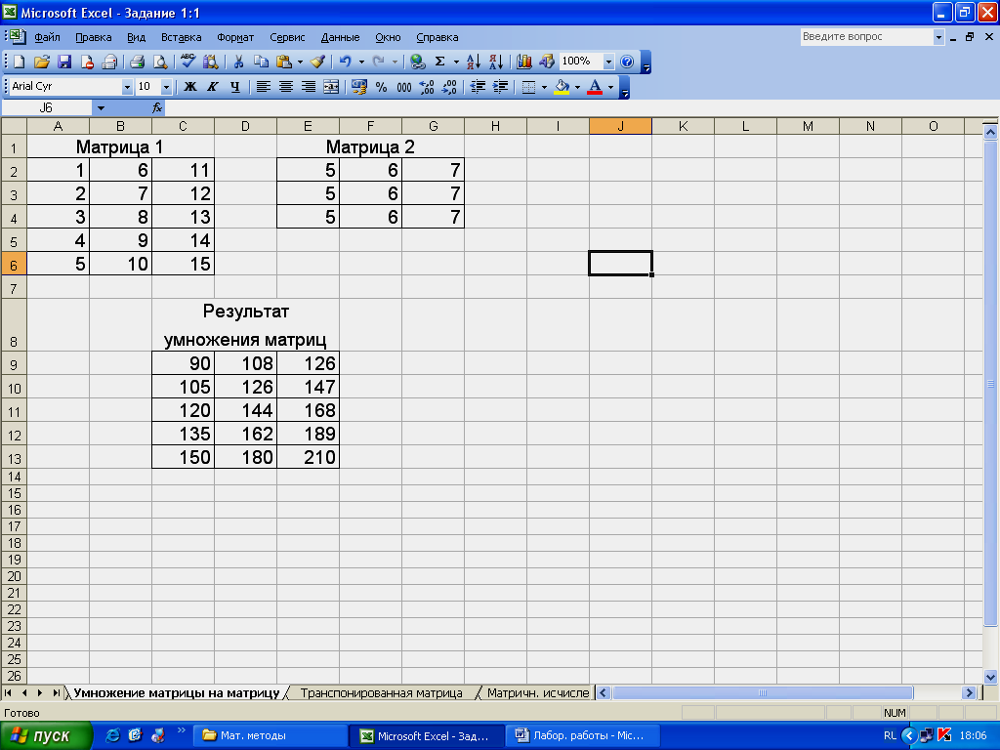 Microsoft Excel - Задание 1:1
Файл Правка Вид Вставка Формат Сервис Данные Окно Справка Введите вопрос
Σ 100%
Arial Cyr 10 Ж К Ч % 000 А
J6 fx
A B C D E F G H I J K L M N O
1 Матрица 1 Матрица 2
2 1 6 11 5 6 7
3 2 7 12 5 6 7
4 3 8 13 5 6 7
5 4 9 14
6 5 10 15
7
Результат
8 умножения матриц
9 90 108 126
10 105 126 147
11 120 144 168
12 135 162 189
13 150 180 210
14
15
16
17
18
19
20
21
22
23
24
25
26
Умножение матрицы на матрицу Транспонированная матрица Матричн. исчисле
Готово NUM
пуск Мат. методы Microsoft Excel - Зад... Лабор. работы - Mic... RL 18:06